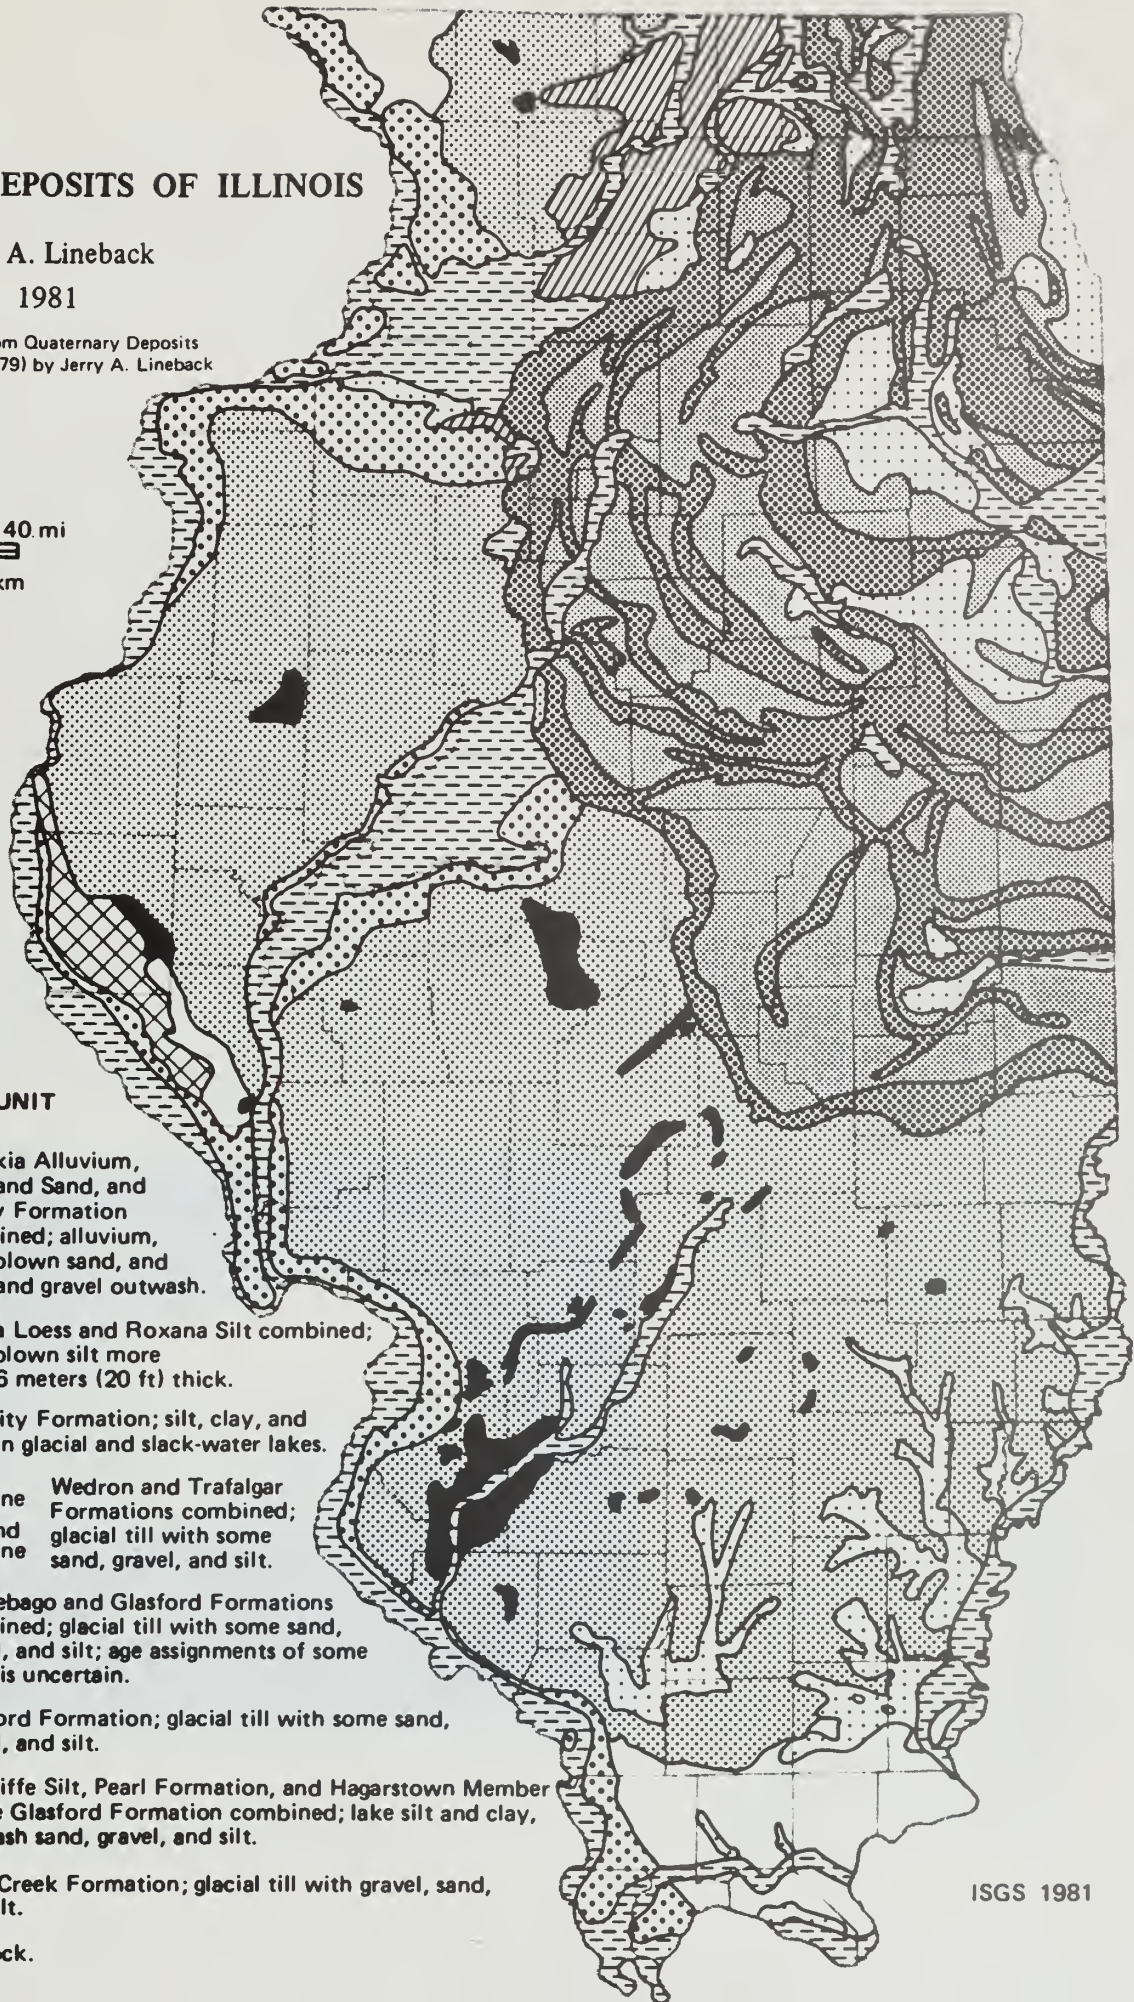 EPOSITS OF ILLINOIS
A. Lineback
1981
m Quaternary Deposits
79) by Jerry A. Lineback
40 mi
km
UNIT
kia Alluvium,
and Sand, and
y Formation
ined; alluvium,
blown sand, and
and gravel outwash.
a Loess and Roxana Silt combined;
blown silt more
6 meters (20 ft) thick.
ity Formation; silt, clay, and
n glacial and slack-water lakes.
ne
nd
ne
Wedron and Trafalgar
Formations combined;
glacial till with some
sand, gravel, and silt.
ebago and Glasford Formations
ined; glacial till with some sand,
, and silt; age assignments of some
is uncertain.
ord Formation; glacial till with some sand,
, and silt.
iffe Silt, Pearl Formation, and Hagarstown Member
e Glasford Formation combined; lake silt and clay,
ash sand, gravel, and silt.
Creek Formation; glacial till with gravel, sand,
lt.
ck.
ISGS 1981